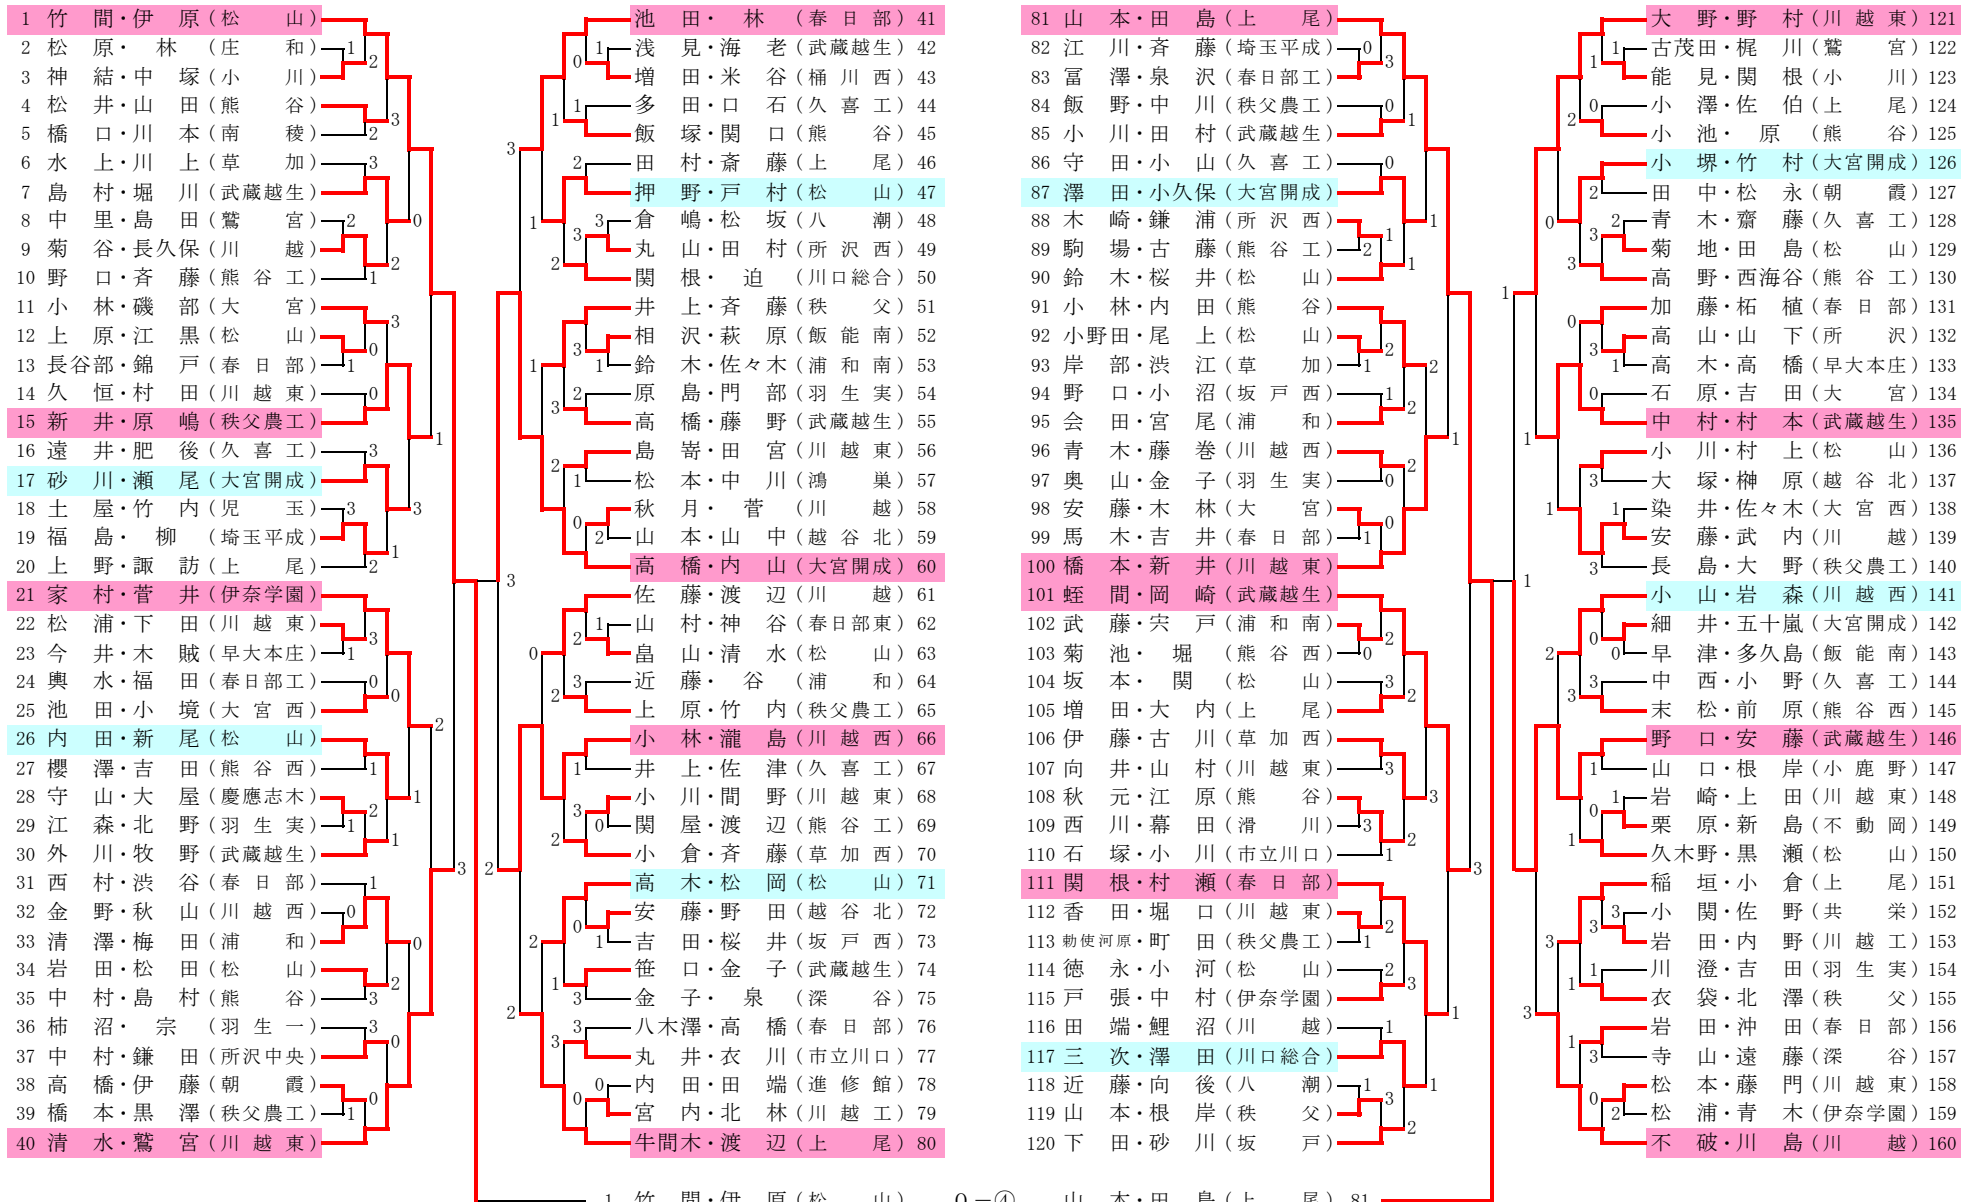 1 竹間・伊原(松山)
2 松原・林(庄和)
3 神結・中塚(小川)
4 松井・山田(熊谷)
5 橋口・川本(南稜)
6 水上・川上(草加)
7 島村・堀川(武蔵越生)
8 中里・島田(鷲宮)
9 菊谷・長久保(川越)
10 野口・斉藤(熊谷工)
11 小林・磯部(大宮)
12 上原・江黒(松山)
13 長谷部・錦戸(春日部)
14 久恒・村田(川越東)
15 新井・原嶋(秩父農工)
16 遠井・肥後(久喜工)
17 砂川・瀬尾(大宮開成)
18 土屋・竹内(児玉)
19 福島・柳(埼玉平成)
20 上野・諏訪(上尾)
21 家村・菅井(伊奈学園)
22 松浦・下田(川越東)
23 今井・木賊(早大本庄)
24 輿水・福田(春日部工)
25 池田・小境(大宮西)
26 内田・新尾(松山)
27 櫻澤・吉田(熊谷西)
28 守山・大屋(慶應志木)
29 江森・北野(羽生実)
30 外川・牧野(武蔵越生)
31 西村・渋谷(春日部)
32 金野・秋山(川越西)
33 清澤・梅田(浦和)
34 岩田・松田(松山)
35 中村・島村(熊谷)
36 柿沼・宗(羽生一)
37 中村・鎌田(所沢中央)
38 高橋・伊藤(朝霞)
39 橋本・黒澤(秩父農工)
40 清水・鷲宮(川越東)
池田・林(春日部) 41
浅見・海老(武蔵越生) 42
増田・米谷(桶川西) 43
多田・口石(久喜工) 44
飯塚・関口(熊谷) 45
田村・斎藤(上尾) 46
押野・戸村(松山) 47
倉嶋・松坂(八潮) 48
丸山・田村(所沢西) 49
関根・迫(川口総合) 50
井上・斉藤(秩父) 51
相沢・萩原(飯能南) 52
鈴木・佐々木(浦和南) 53
原島・門部(羽生実) 54
高橋・藤野(武蔵越生) 55
島嵜・田宮(川越東) 56
松本・中川(鴻巣) 57
秋月・菅(川越) 58
山本・山中(越谷北) 59
高橋・内山(大宮開成) 60
佐藤・渡辺(川越) 61
山村・神谷(春日部東) 62
畠山・清水(松山) 63
近藤・谷(浦和) 64
上原・竹内(秩父農工) 65
小林・瀧島(川越西) 66
井上・佐津(久喜工) 67
小川・間野(川越東) 68
関屋・渡辺(熊谷工) 69
小倉・斉藤(草加西) 70
高木・松岡(松山) 71
安藤・野田(越谷北) 72
吉田・桜井(坂戸西) 73
笹口・金子(武蔵越生) 74
金子・泉(深谷) 75
八木澤・高橋(春日部) 76
丸井・衣川(市立川口) 77
内田・田端(進修館) 78
宮内・北林(川越工) 79
牛間木・渡辺(上尾) 80
81 山本・田島(上尾)
82 江川・斉藤(埼玉平成)
83 冨澤・泉沢(春日部工)
84 飯野・中川(秩父農工)
85 小川・田村(武蔵越生)
86 守田・小山(久喜工)
87 澤田・小久保(大宮開成)
88 木崎・鎌浦(所沢西)
89 駒場・古藤(熊谷工)
90 鈴木・桜井(松山)
91 小林・内田(熊谷)
92 小野田・尾上(松山)
93 岸部・渋江(草加)
94 野口・小沼(坂戸西)
95 会田・宮尾(浦和)
96 青木・藤巻(川越西)
97 奥山・金子(羽生実)
98 安藤・木林(大宮)
99 馬木・吉井(春日部)
100 橋本・新井(川越東)
101 蛭間・岡崎(武蔵越生)
102 武藤・宍戸(浦和南)
103 菊池・堀(熊谷西)
104 坂本・関(松山)
105 増田・大内(上尾)
106 伊藤・古川(草加西)
107 向井・山村(川越東)
108 秋元・江原(熊谷)
109 西川・幕田(滑川)
110 石塚・小川(市立川口)
111 関根・村瀬(春日部)
112 香田・堀口(川越東)
113 勅使河原・町田(秩父農工)
114 徳永・小河(松山)
115 戸張・中村(伊奈学園)
116 田端・鯉沼(川越)
117 三次・澤田(川口総合)
118 近藤・向後(八潮)
119 山本・根岸(秩父)
120 下田・砂川(坂戸)
大野・野村(川越東) 121
古茂田・梶川(鷲宮) 122
能見・関根(小川) 123
小澤・佐伯(上尾) 124
小池・原(熊谷) 125
小堺・竹村(大宮開成) 126
田中・松永(朝霞) 127
青木・齋藤(久喜工) 128
菊地・田島(松山) 129
高野・西海谷(熊谷工) 130
加藤・柘植(春日部) 131
高山・山下(所沢) 132
高木・高橋(早大本庄) 133
石原・吉田(大宮) 134
中村・村本(武蔵越生) 135
小川・村上(松山) 136
大塚・榊原(越谷北) 137
染井・佐々木(大宮西) 138
安藤・武内(川越) 139
長島・大野(秩父農工) 140
小山・岩森(川越西) 141
細井・五十嵐(大宮開成) 142
早津・多久島(飯能南) 143
中西・小野(久喜工) 144
末松・前原(熊谷西) 145
野口・安藤(武蔵越生) 146
山口・根岸(小鹿野) 147
岩崎・上田(川越東) 148
栗原・新島(不動岡) 149
久木野・黒瀬(松山) 150
稲垣・小倉(上尾) 151
小関・佐野(共栄) 152
岩田・内野(川越工) 153
川澄・吉田(羽生実) 154
衣袋・北澤(秩父) 155
岩田・沖田(春日部) 156
寺山・遠藤(深谷) 157
松本・藤門(川越東) 158
松浦・青木(伊奈学園) 159
不破・川島(川越) 160
1 竹間・伊原(松山) 0－④ 山本・田島(上尾) 81